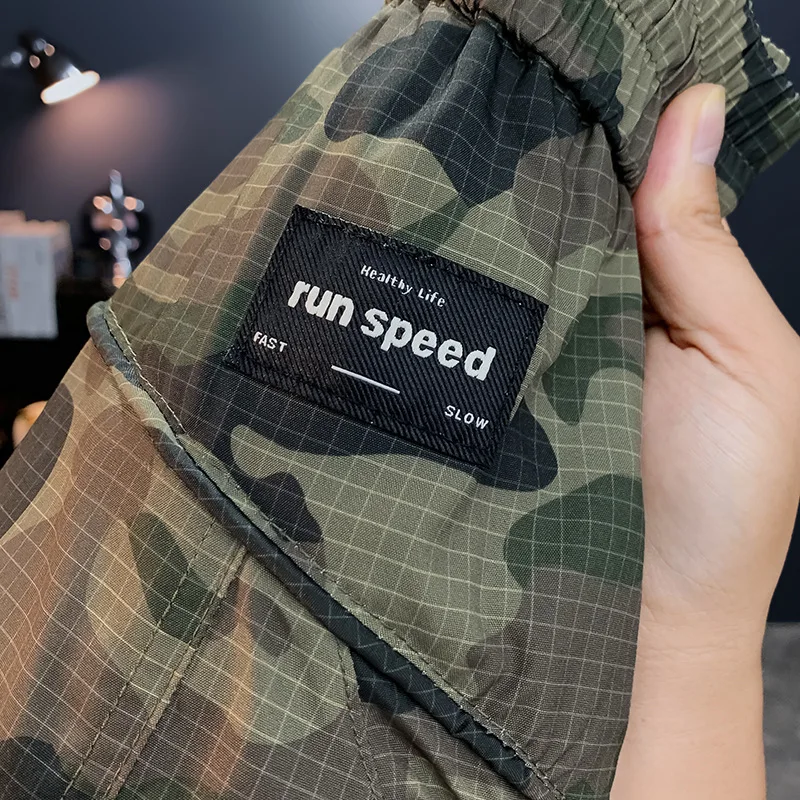 Healthy Life
run speed
FAST
SLOW